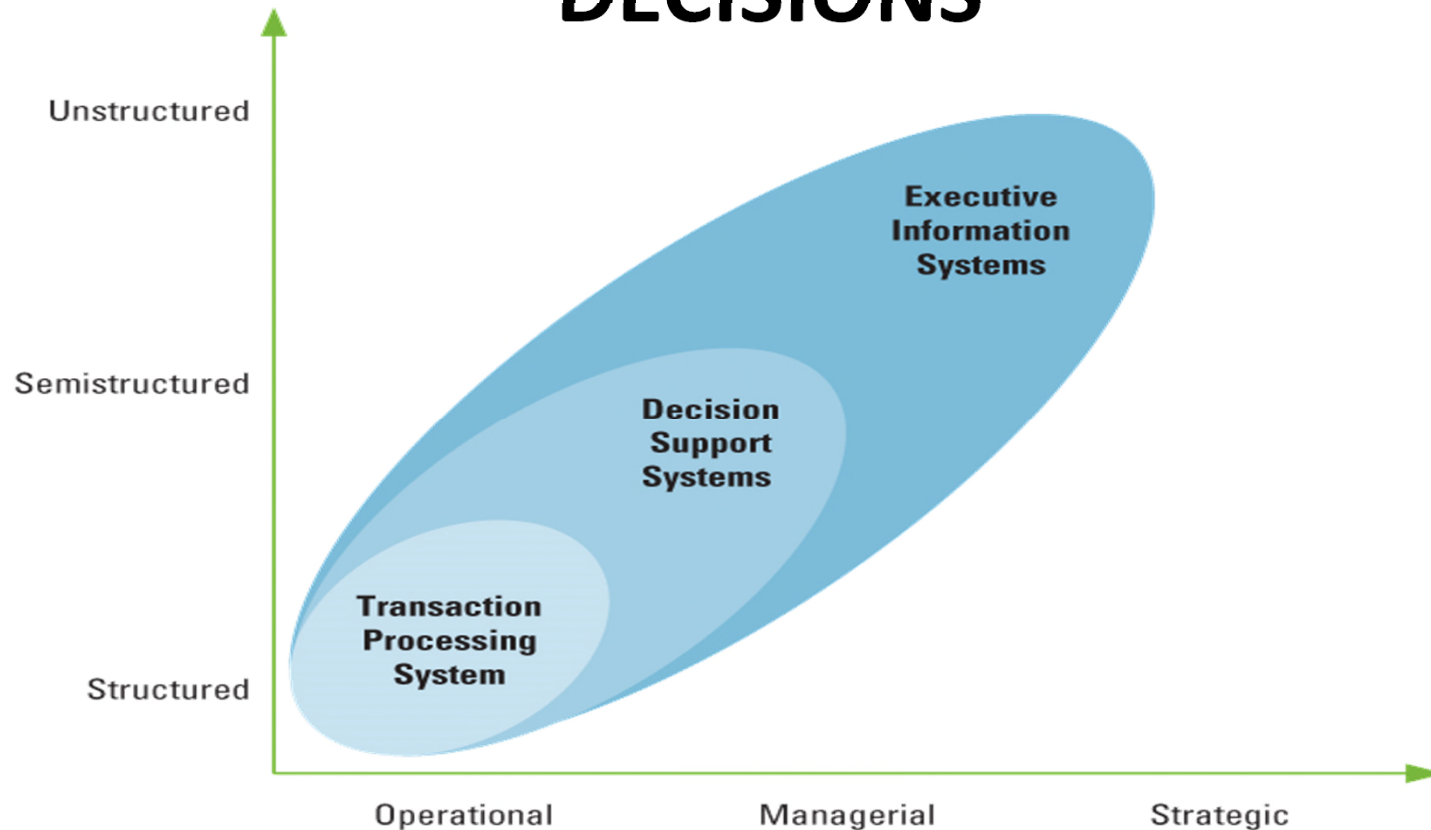 DECISIONS
Unstructured
Executive
Information
Systems
Semistructured
Decision
Support
Systems
Transaction
Processing
System
Structured
Operational
Managerial
Strategic